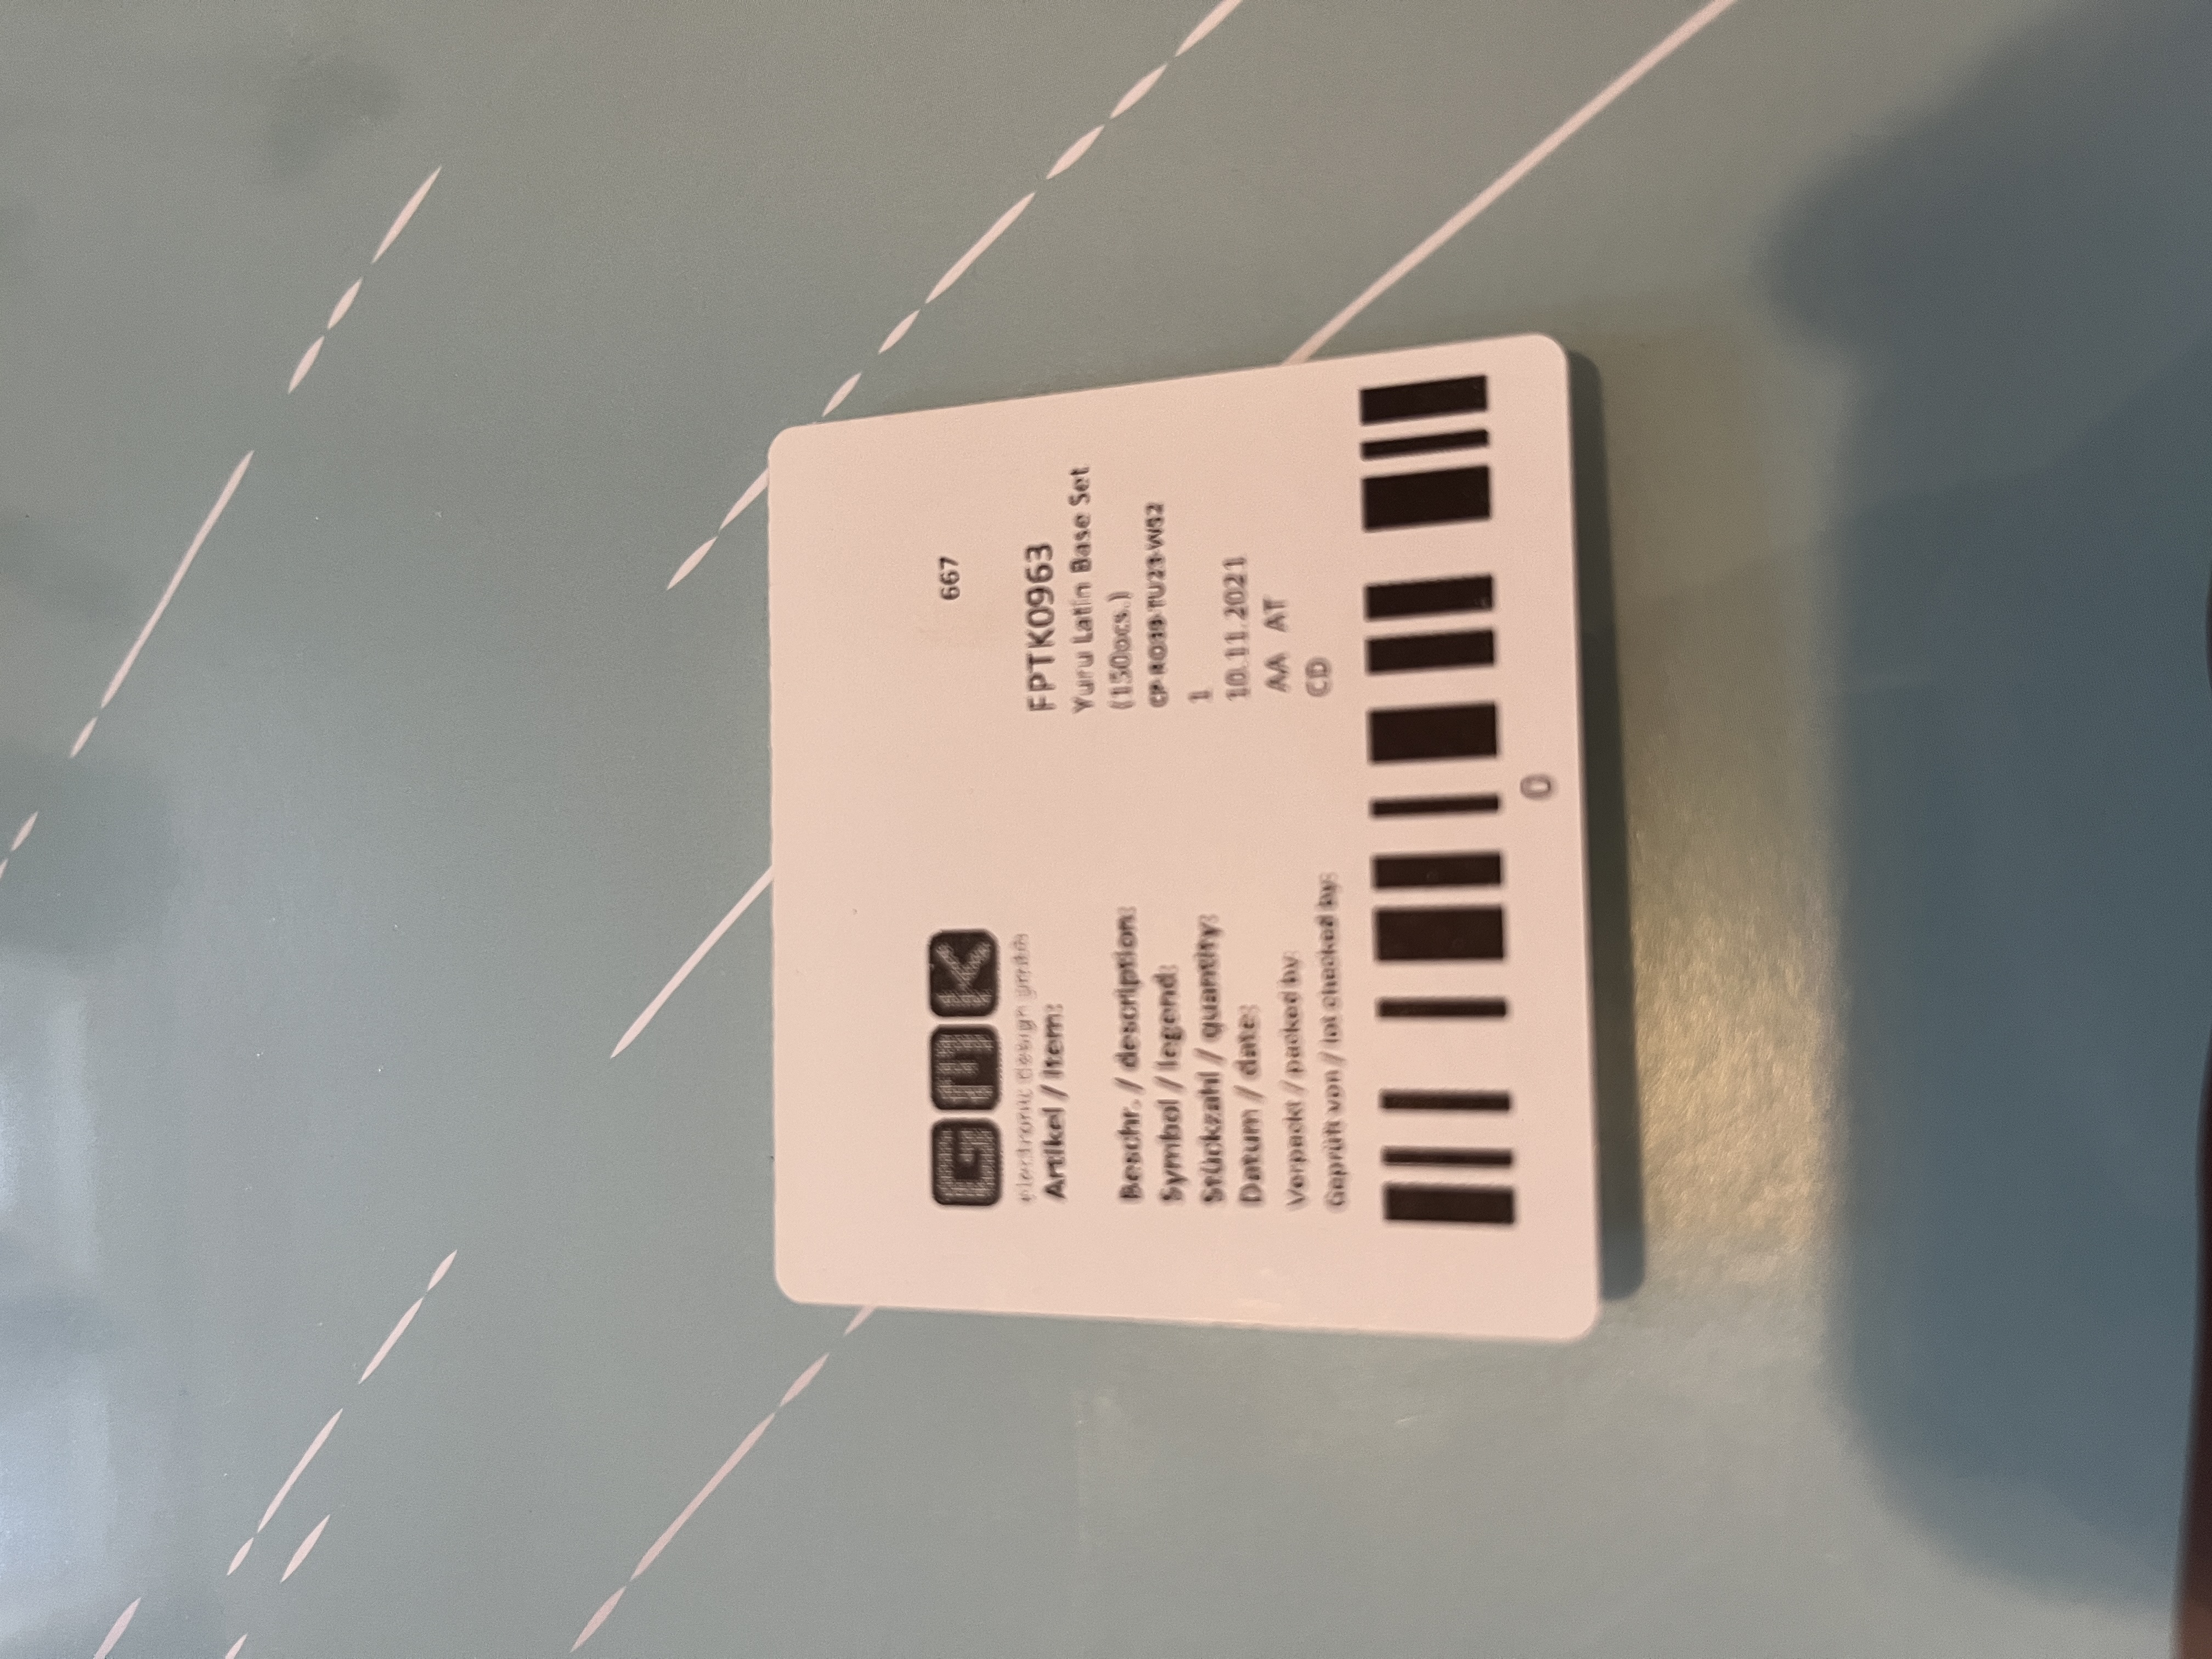 667
GMK
electronic design gmbh
Artikel / Item:
FPTK0963
Yuru Latin Base Set
Beschr. / description:
(150pcs.)
Symbol / legend:
Stückzahl / quantity:
1
Datum / date:
10.11.2021
Verpackt / packed by:
AA AT
Geprüft von / lot checked by:
CD
0